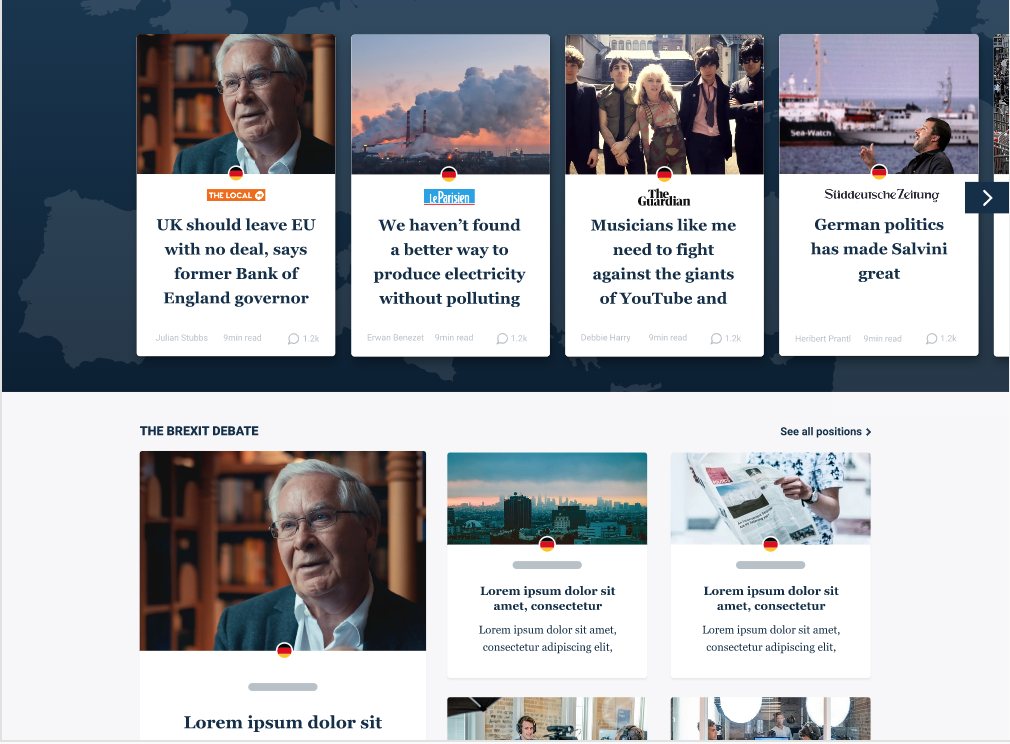 Sea-Watch
THE LOCAL
Le Parisien
The
Guardian
Süddeutsche Zeitung
UK should leave EU
with no deal, says
former Bank of
England governor
We haven’t found
a better way to
produce electricity
without polluting
Musicians like me
need to fight
against the giants
of YouTube and
German politics
has made Salvini
great
Julian Stubbs 9min read 1.2k
Erwan Benezet 9min read 1.2k
Debbie Harry 9min read 1.2k
Heribert Prantl 9min read 1.2k
THE BREXIT DEBATE
See all positions
Lorem ipsum dolor sit
amet, consectetur
Lorem ipsum dolor sit amet,
consectetur adipiscing elit,
Lorem ipsum dolor sit
amet, consectetur
Lorem ipsum dolor sit amet,
consectetur adipiscing elit,
Lorem ipsum dolor sit